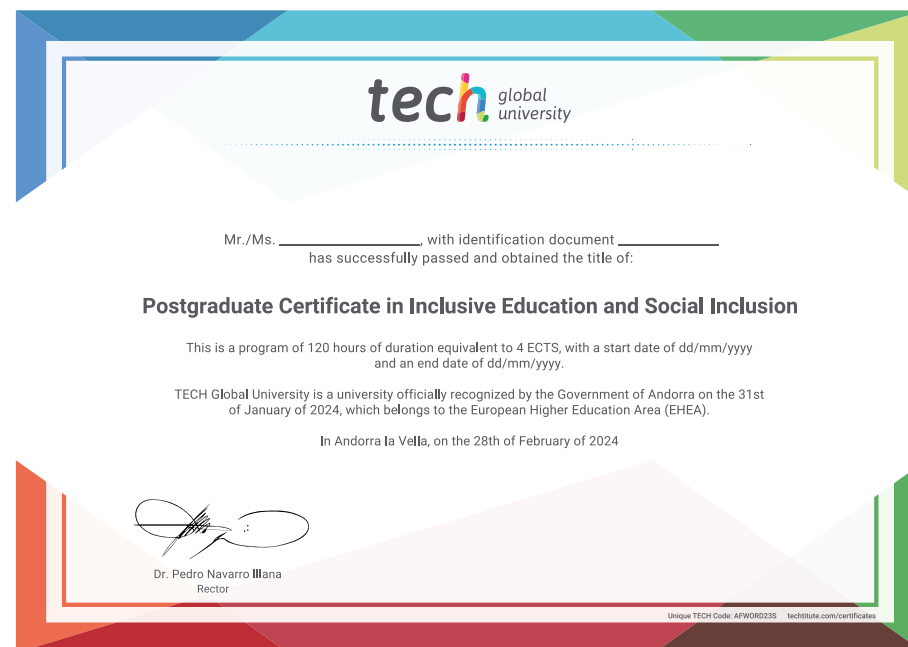 tech global
university
Mr./Ms. ____________________, with identification document ______________
has successfully passed and obtained the title of:
Postgraduate Certificate in Inclusive Education and Social Inclusion
This is a program of 120 hours of duration equivalent to 4 ECTS, with a start date of dd/mm/yyyy
and an end date of dd/mm/yyyy.
TECH Global University is a university officially recognized by the Government of Andorra on the 31st
of January of 2024, which belongs to the European Higher Education Area (EHEA).
In Andorra la Vella, on the 28th of February of 2024
Dr. Pedro Navarro Illana
Rector
Unique TECH Code: AFWORD23S techtitute.com/certificates